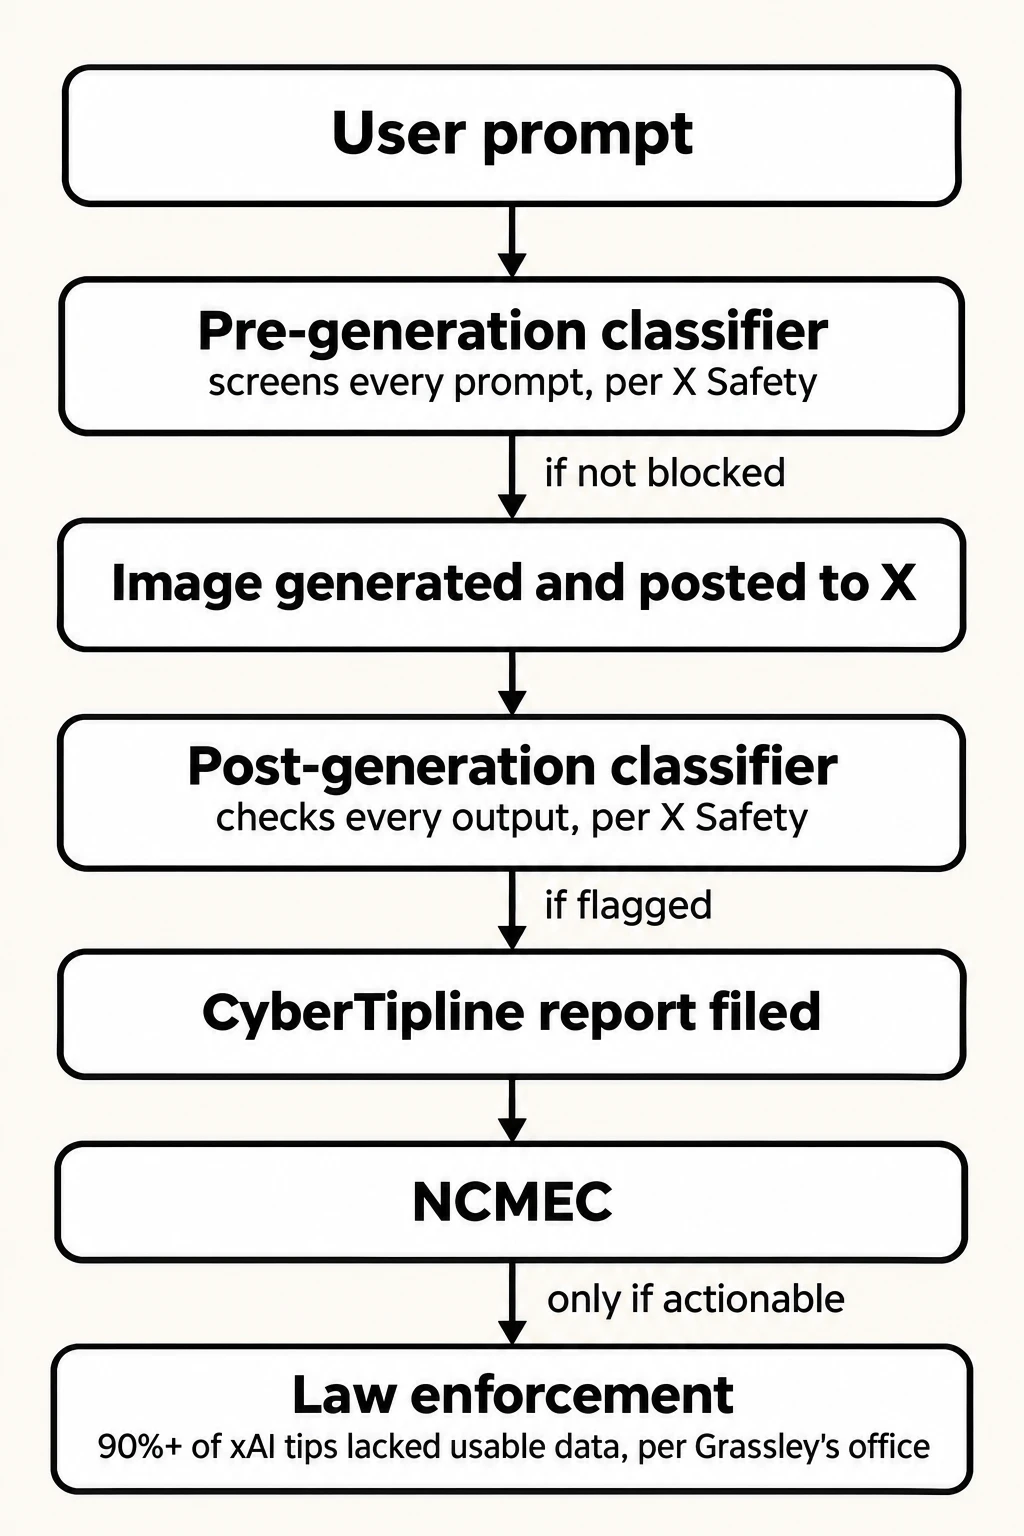 User prompt
Pre-generation classifier
screens every prompt, per X Safety
if not blocked
Image generated and posted to X
Post-generation classifier
checks every output, per X Safety
if flagged
CyberTipline report filed
NCMEC
only if actionable
Law enforcement
90%+ of xAI tips lacked usable data, per Grassley's office